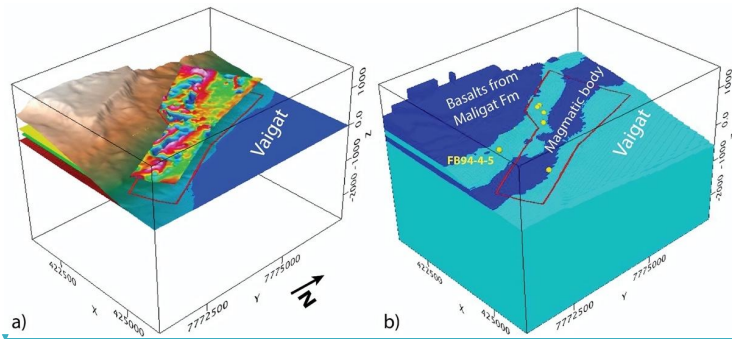 1000
0.0
-1000
-2000
Z
Vaigat
422500
425000
X
7772500
7775000
Y
N
a)
Basalts from
Maligat Fm
Magmatic body
Vaigat
FB94-4-5
1000
0.0
-1000
-2000
Z
422500
425000
X
7772500
7775000
Y
b)